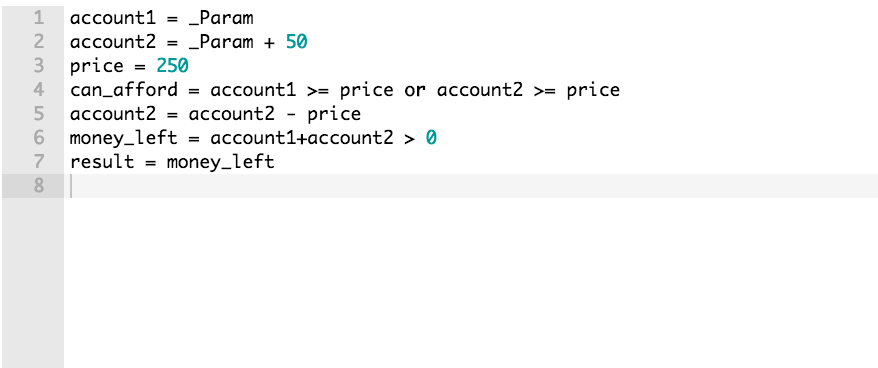 1 account1 = _Param
2 account2 = _Param + 50
3 price = 250
4 can_afford = account1 >= price or account2 >= price
5 account2 = account2 - price
6 money_left = account1+account2 > 0
7 result = money_left
8